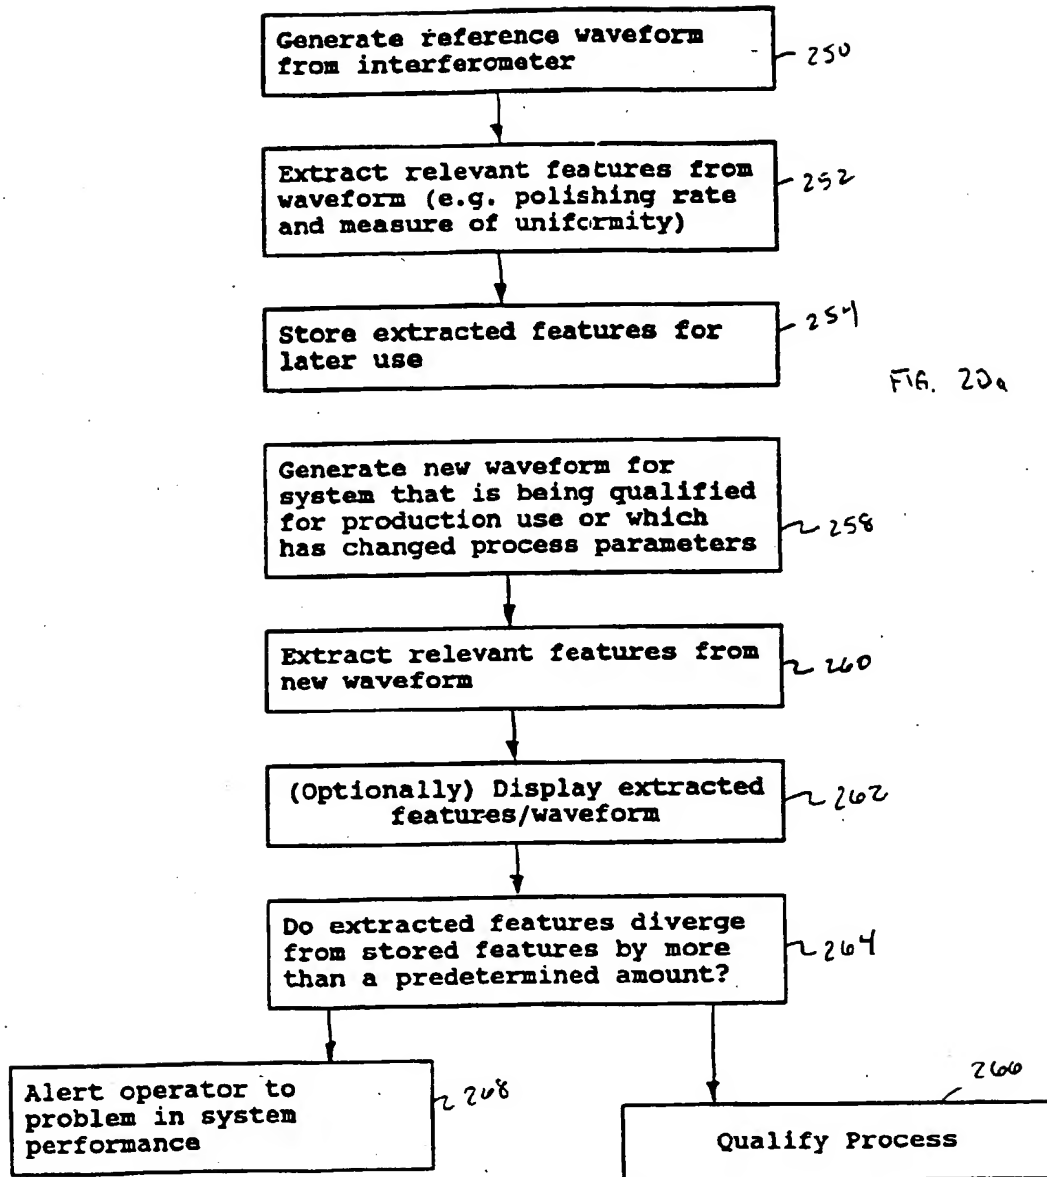 Generate reference waveform
from interferometer
250
Extract relevant features from
waveform (e.g. polishing rate
and measure of uniformity)
252
Store extracted features for
later use
254
FIG. 20a
Generate new waveform for
system that is being qualified
for production use or which
has changed process parameters
258
Extract relevant features from
new waveform
260
(Optionally) Display extracted
features/waveform
262
Do extracted features diverge
from stored features by more
than a predetermined amount?
264
Alert operator to
problem in system
performance
268
266
Qualify Process